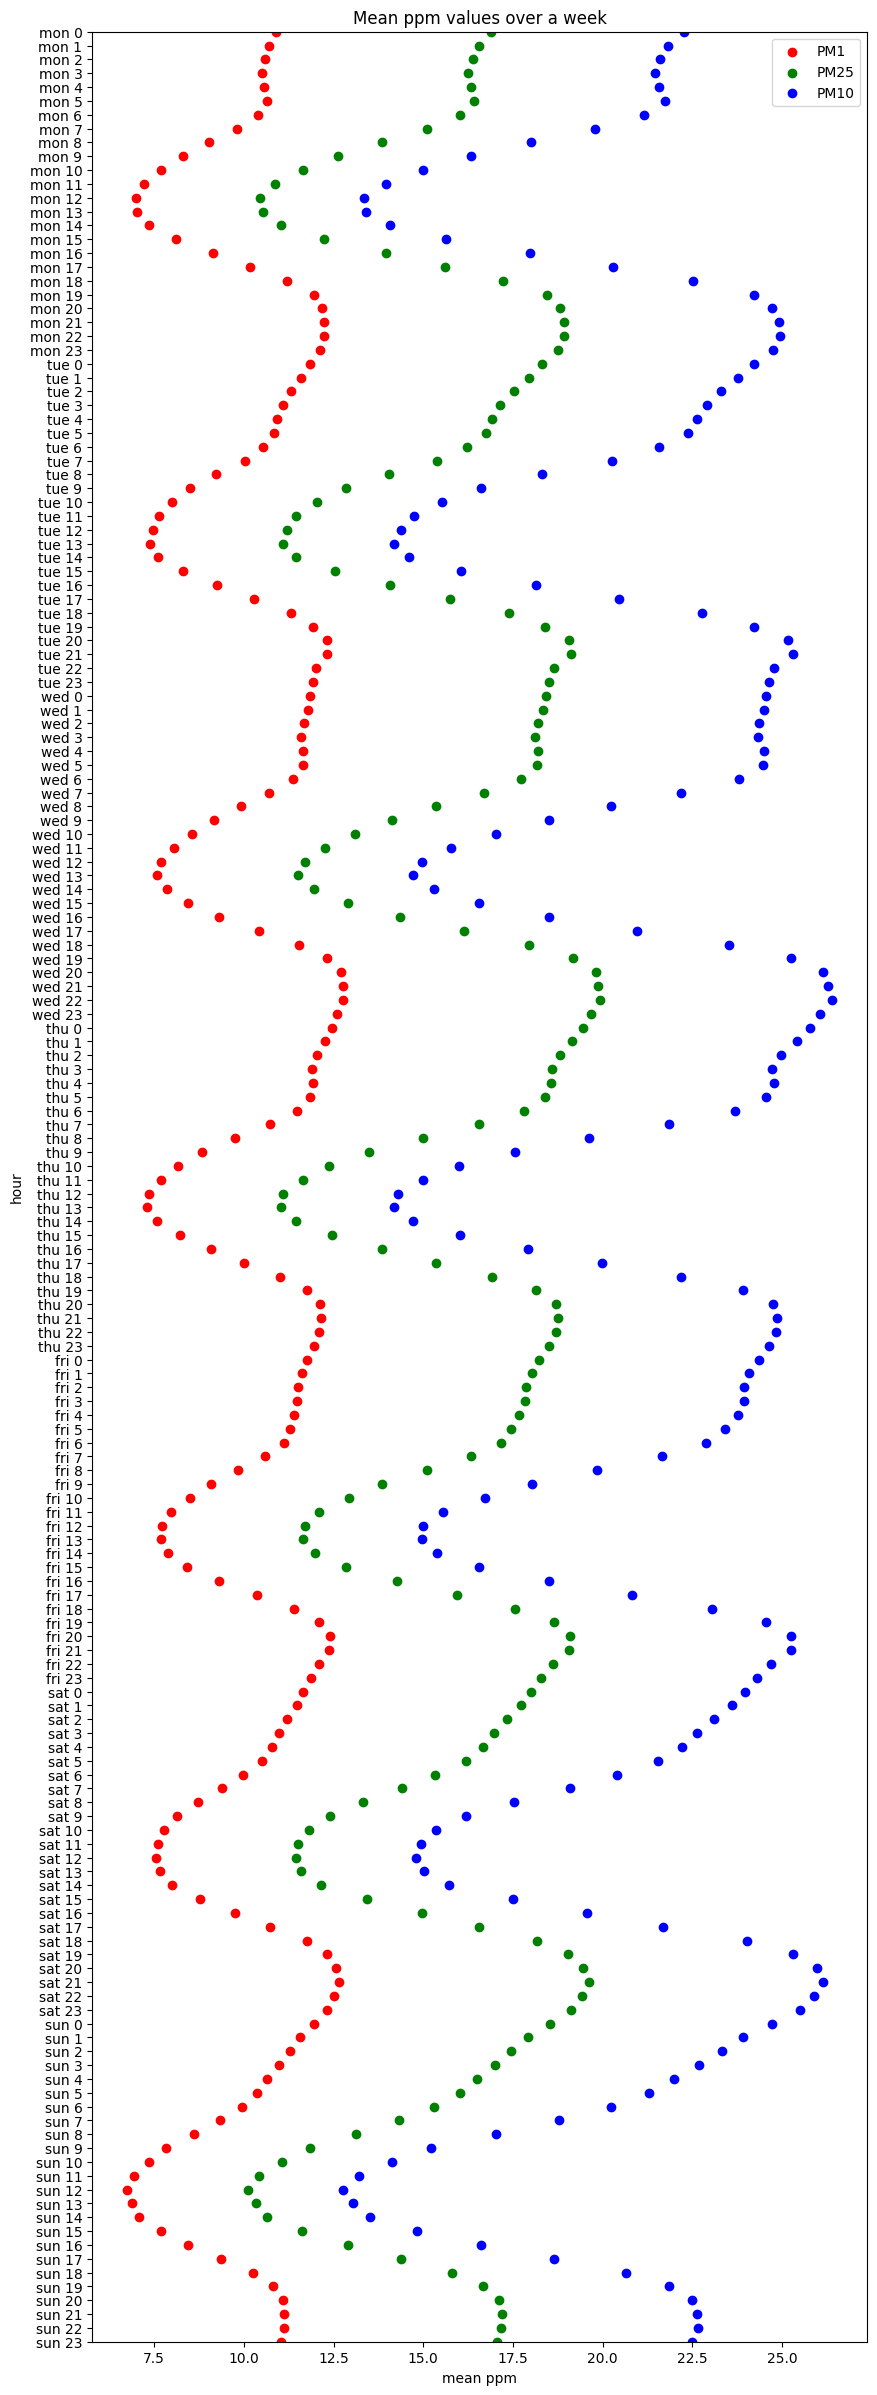 Mean ppm values over a week
PM1
PM25
PM10
mon 0
mon 1
mon 2
mon 3
mon 4
mon 5
mon 6
mon 7
mon 8
mon 9
mon 10
mon 11
mon 12
mon 13
mon 14
mon 15
mon 16
mon 17
mon 18
mon 19
mon 20
mon 21
mon 22
mon 23
tue 0
tue 1
tue 2
tue 3
tue 4
tue 5
tue 6
tue 7
tue 8
tue 9
tue 10
tue 11
tue 12
tue 13
tue 14
tue 15
tue 16
tue 17
tue 18
tue 19
tue 20
tue 21
tue 22
tue 23
wed 0
wed 1
wed 2
wed 3
wed 4
wed 5
wed 6
wed 7
wed 8
wed 9
wed 10
wed 11
wed 12
wed 13
wed 14
wed 15
wed 16
wed 17
wed 18
wed 19
wed 20
wed 21
wed 22
wed 23
thu 0
thu 1
thu 2
thu 3
thu 4
thu 5
thu 6
thu 7
thu 8
thu 9
thu 10
thu 11
thu 12
thu 13
thu 14
thu 15
thu 16
thu 17
thu 18
thu 19
thu 20
thu 21
thu 22
thu 23
fri 0
fri 1
fri 2
fri 3
fri 4
fri 5
fri 6
fri 7
fri 8
fri 9
fri 10
fri 11
fri 12
fri 13
fri 14
fri 15
fri 16
fri 17
fri 18
fri 19
fri 20
fri 21
fri 22
fri 23
sat 0
sat 1
sat 2
sat 3
sat 4
sat 5
sat 6
sat 7
sat 8
sat 9
sat 10
sat 11
sat 12
sat 13
sat 14
sat 15
sat 16
sat 17
sat 18
sat 19
sat 20
sat 21
sat 22
sat 23
sun 0
sun 1
sun 2
sun 3
sun 4
sun 5
sun 6
sun 7
sun 8
sun 9
sun 10
sun 11
sun 12
sun 13
sun 14
sun 15
sun 16
sun 17
sun 18
sun 19
sun 20
sun 21
sun 22
sun 23
hour
7.5 10.0 12.5 15.0 17.5 20.0 22.5 25.0
mean ppm